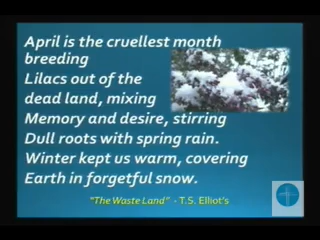 April is the cruellest month
breeding
Lilacs out of the
dead land, mixing
Memory and desire, stirring
Dull roots with spring rain.
Winter kept us warm, covering
Earth in forgetful snow.
"The Waste Land" - T.S. Elliot's